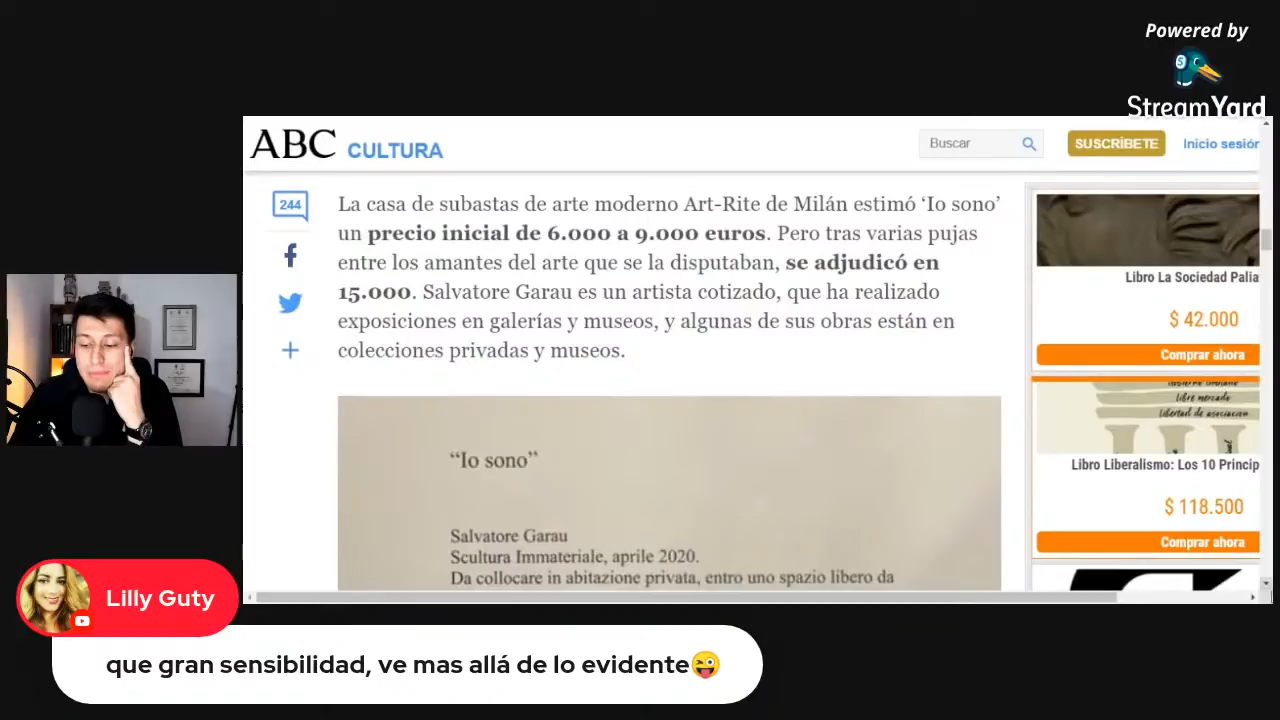 Powered by
StreamYard
ABC CULTURA
Buscar
SUSCRÍBETE
Inicio sesión
244
La casa de subastas de arte moderno Art-Rite de Milán estimó ‘Io sono’
un precio inicial de 6.000 a 9.000 euros. Pero tras varias pujas
entre los amantes del arte que se la disputaban, se adjudicó en
15.000. Salvatore Garau es un artista cotizado, que ha realizado
exposiciones en galerías y museos, y algunas de sus obras están en
colecciones privadas y museos.
“Io sono”
Salvatore Garau
Scultura Immateriale, aprile 2020.
Da collocare in abitazione privata, entro uno spazio libero da
Libro La Sociedad Palia
$ 42.000
Comprar ahora
libre mercado
libertad de asociacion
Libro Liberalismo: Los 10 Princip
$ 118.500
Comprar ahora
Lilly Guty
que gran sensibilidad, ve mas allá de lo evidente😜